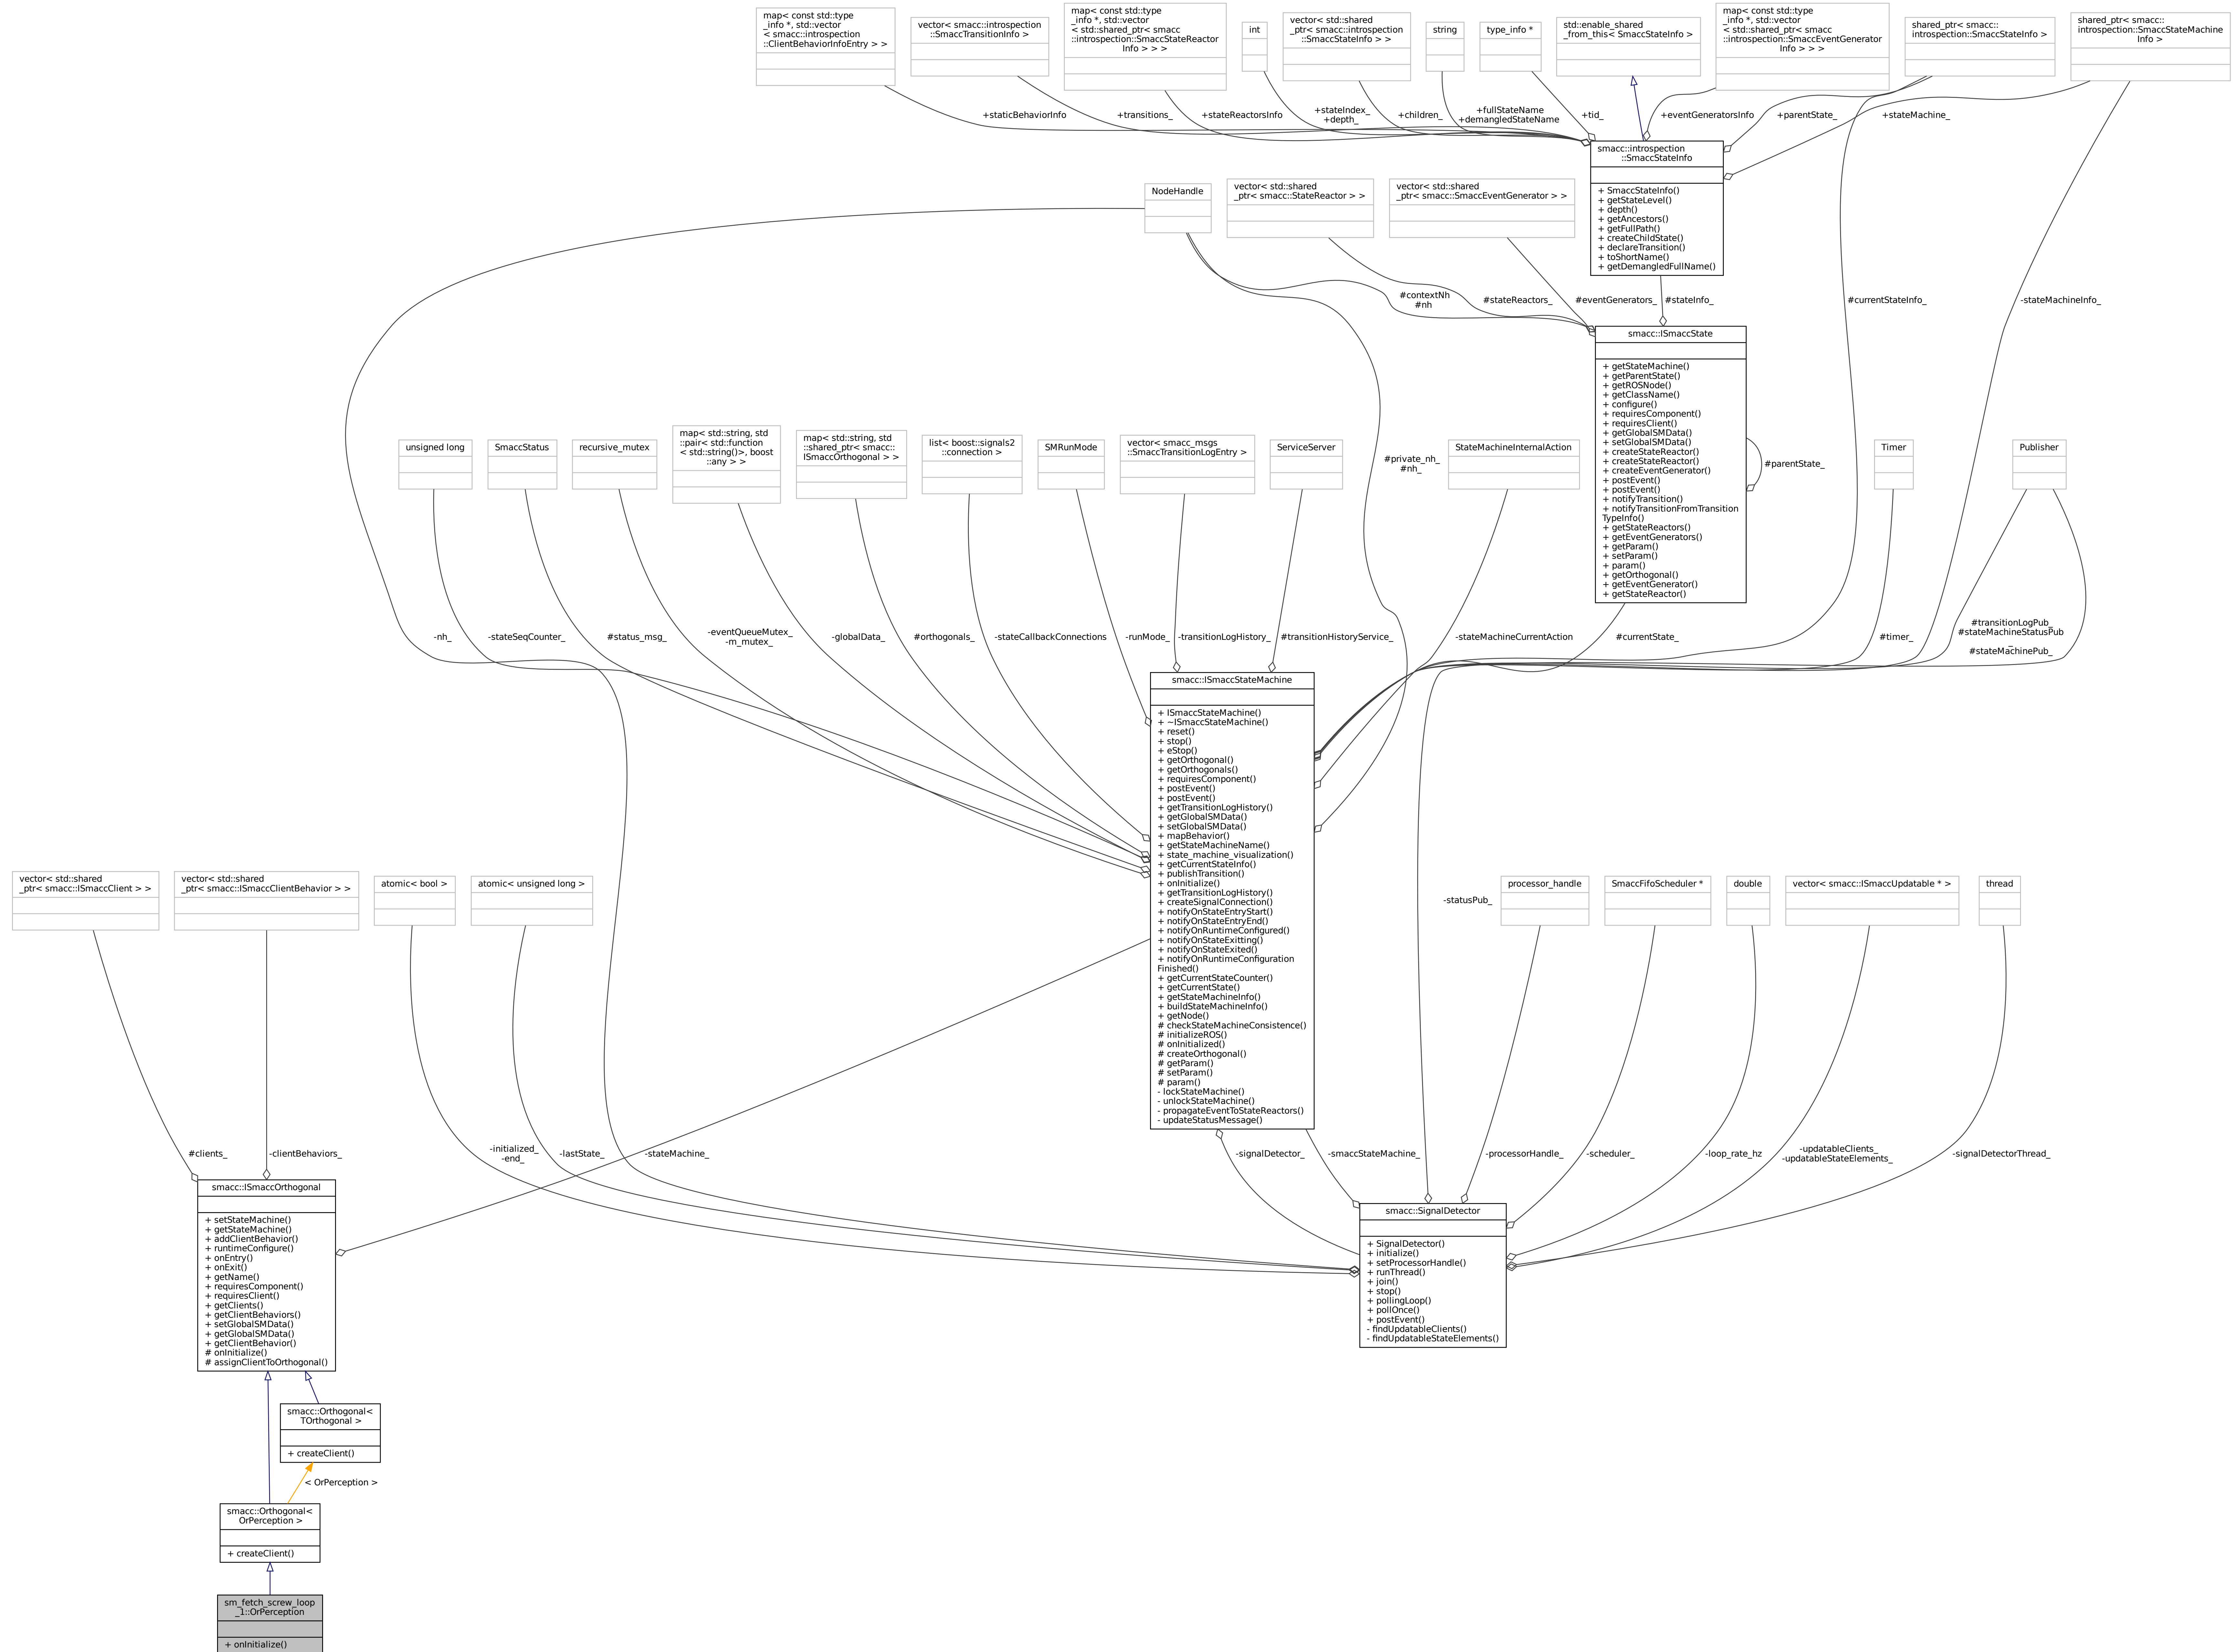 map< const std::type
_info *, std::vector
< smacc::introspection
::ClientBehaviorInfoEntry > >
vector< smacc::introspection
::SmaccTransitionInfo >
map< const std::type
_info *, std::vector
< std::shared_ptr< smacc
::introspection::SmaccStateReactor
Info > > >
int
vector< std::shared
_ptr< smacc::introspection
::SmaccStateInfo > >
string
type_info *
std::enable_shared
_from_this< SmaccStateInfo >
map< const std::type
_info *, std::vector
< std::shared_ptr< smacc
::introspection::SmaccEventGenerator
Info > > >
shared_ptr< smacc::
introspection::SmaccStateInfo >
shared_ptr< smacc::
introspection::SmaccStateMachine
Info >
+staticBehaviorInfo
+transitions_
+stateReactorsInfo
+stateIndex_
+depth_
+children_
+fullStateName
+demangledStateName
+tid_
+eventGeneratorsInfo
+parentState_
+stateMachine_
smacc::introspection
::SmaccStateInfo
+ SmaccStateInfo()
+ getStateLevel()
+ depth()
+ getAncestors()
+ getFullPath()
+ createChildState()
+ declareTransition()
+ toShortName()
+ getDemangledFullName()
NodeHandle
vector< std::shared
_ptr< smacc::StateReactor > >
vector< std::shared
_ptr< smacc::SmaccEventGenerator > >
#contextNh
#nh
#stateReactors_
#eventGenerators_
#stateInfo_
#currentStateInfo_
-stateMachineInfo_
smacc::ISmaccState
+ getStateMachine()
+ getParentState()
+ getROSNode()
+ getClassName()
+ configure()
+ requiresComponent()
+ requiresClient()
+ getGlobalSMData()
+ setGlobalSMData()
+ createStateReactor()
+ createStateReactor()
+ createEventGenerator()
+ postEvent()
+ postEvent()
+ notifyTransition()
+ notifyTransitionFromTransition
TypeInfo()
+ getStateReactors()
+ getEventGenerators()
+ getParam()
+ setParam()
+ param()
+ getOrthogonal()
+ getEventGenerator()
+ getStateReactor()
#parentState_
unsigned long
SmaccStatus
recursive_mutex
map< std::string, std
::pair< std::function
< std::string()>, boost
::any > >
map< std::string, std
::shared_ptr< smacc::
ISmaccOrthogonal > >
list< boost::signals2
::connection >
SMRunMode
vector< smacc_msgs
::SmaccTransitionLogEntry >
ServiceServer
#private_nh_
#nh_
StateMachineInternalAction
Timer
Publisher
-nh_
-stateSeqCounter_
#status_msg_
-eventQueueMutex_
-m_mutex_
-globalData_
#orthogonals_
-stateCallbackConnections
-runMode_
-transitionLogHistory_
#transitionHistoryService_
-stateMachineCurrentAction
#currentState_
#timer_
#transitionLogPub_
#stateMachineStatusPub
_
#stateMachinePub_
smacc::ISmaccStateMachine
+ ISmaccStateMachine()
+ ~ISmaccStateMachine()
+ reset()
+ stop()
+ eStop()
+ getOrthogonal()
+ getOrthogonals()
+ requiresComponent()
+ postEvent()
+ postEvent()
+ getTransitionLogHistory()
+ getGlobalSMData()
+ setGlobalSMData()
+ mapBehavior()
+ getStateMachineName()
+ state_machine_visualization()
+ getCurrentStateInfo()
+ publishTransition()
+ onInitialize()
+ getTransitionLogHistory()
+ createSignalConnection()
+ notifyOnStateEntryStart()
+ notifyOnStateEntryEnd()
+ notifyOnRuntimeConfigured()
+ notifyOnStateExitting()
+ notifyOnStateExited()
+ notifyOnRuntimeConfiguration
Finished()
+ getCurrentStateCounter()
+ getCurrentState()
+ getStateMachineInfo()
+ buildStateMachineInfo()
+ getNode()
# checkStateMachineConsistence()
# initializeROS()
# onInitialized()
# createOrthogonal()
# getParam()
# setParam()
# param()
- lockStateMachine()
- unlockStateMachine()
- propagateEventToStateReactors()
- updateStatusMessage()
vector< std::shared
_ptr< smacc::ISmaccClient > >
vector< std::shared
_ptr< smacc::ISmaccClientBehavior > >
atomic< bool >
atomic< unsigned long >
-statusPub_
processor_handle
SmaccFifoScheduler *
double
vector< smacc::ISmaccUpdatable * >
thread
#clients_
-clientBehaviors_
-initialized_
-end_
-lastState_
-stateMachine_
-signalDetector_
-smaccStateMachine_
-processorHandle_
-scheduler_
-loop_rate_hz
-updatableClients_
-updatableStateElements_
-signalDetectorThread_
smacc::ISmaccOrthogonal
+ setStateMachine()
+ getStateMachine()
+ addClientBehavior()
+ runtimeConfigure()
+ onEntry()
+ onExit()
+ getName()
+ requiresComponent()
+ requiresClient()
+ getClients()
+ getClientBehaviors()
+ setGlobalSMData()
+ getGlobalSMData()
+ getClientBehavior()
# onInitialize()
# assignClientToOrthogonal()
smacc::SignalDetector
+ SignalDetector()
+ initialize()
+ setProcessorHandle()
+ runThread()
+ join()
+ stop()
+ pollingLoop()
+ pollOnce()
+ postEvent()
- findUpdatableClients()
- findUpdatableStateElements()
smacc::Orthogonal<
TOrthogonal >
+ createClient()
< OrPerception >
smacc::Orthogonal<
OrPerception >
+ createClient()
sm_fetch_screw_loop
_1::OrPerception
+ onInitialize()